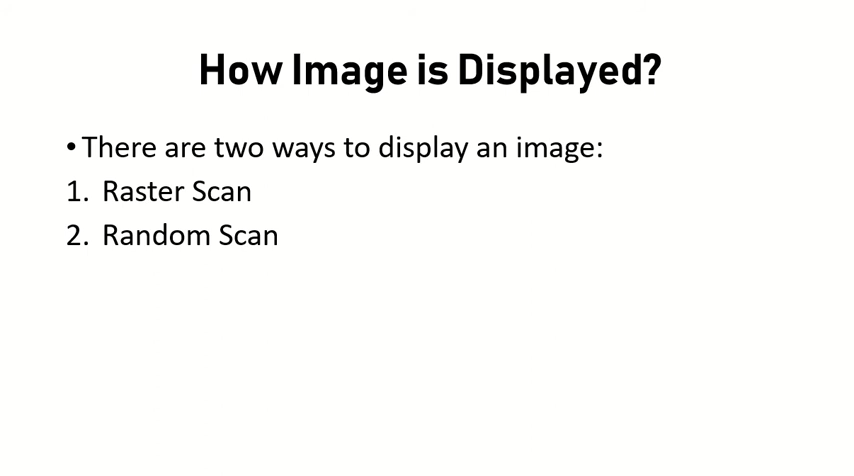 How Image is Displayed?
• There are two ways to display an image:
1. Raster Scan
2. Random Scan